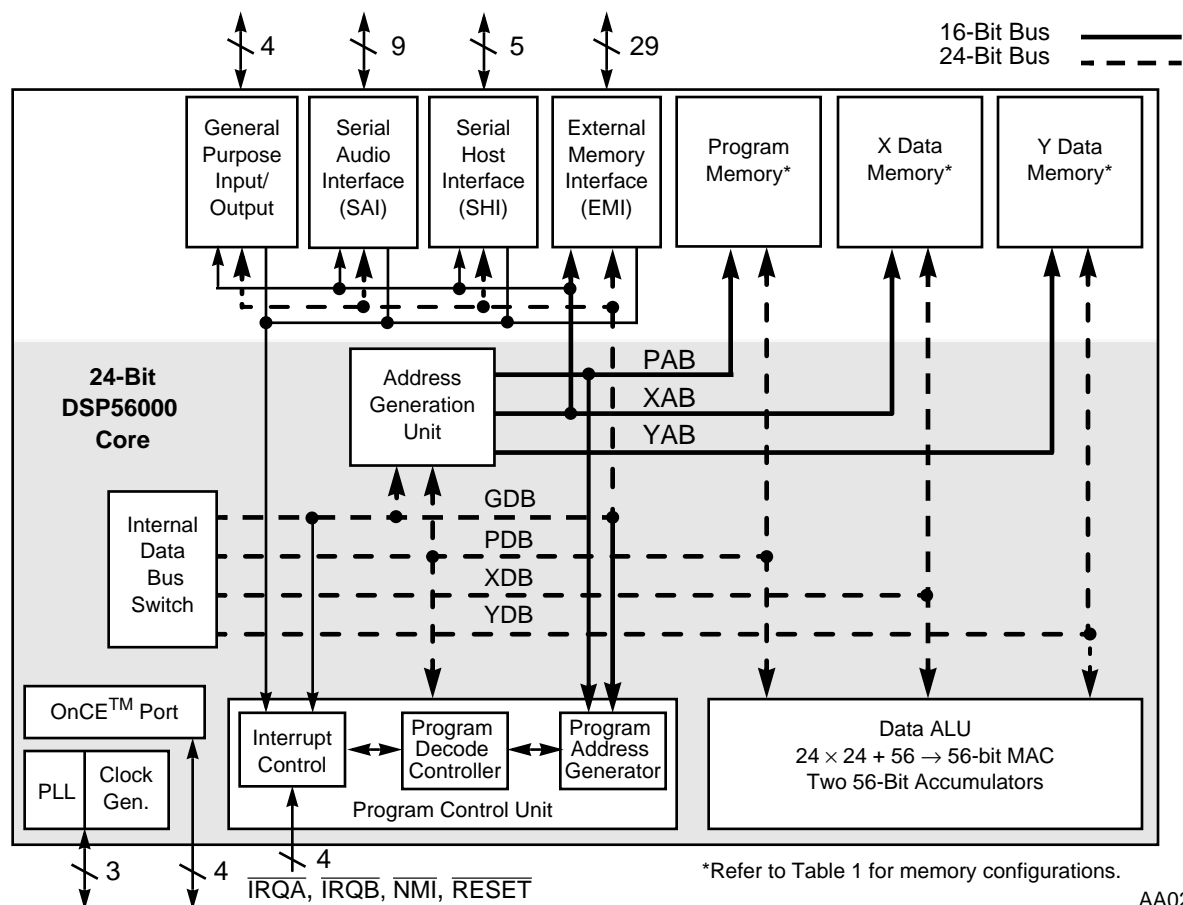 4
9
5
29
16-Bit Bus
24-Bit Bus
General
Purpose
Input/
Output
Serial
Audio
Interface
(SAI)
Serial
Host
Interface
(SHI)
External
Memory
Interface
(EMI)
Program
Memory*
X Data
Memory*
Y Data
Memory*
24-Bit
DSP56000
Core
Address
Generation
Unit
PAB
XAB
YAB
Internal
Data
Bus
Switch
GDB
PDB
XDB
YDB
OnCE™ Port
PLL
Clock
Gen.
Interrupt
Control
Program
Decode
Controller
Program
Address
Generator
Program Control Unit
Data ALU
24 × 24 + 56 → 56-bit MAC
Two 56-Bit Accumulators
3
4
4
IRQA, IRQB, NMI, RESET
*Refer to Table 1 for memory configurations.
AA02